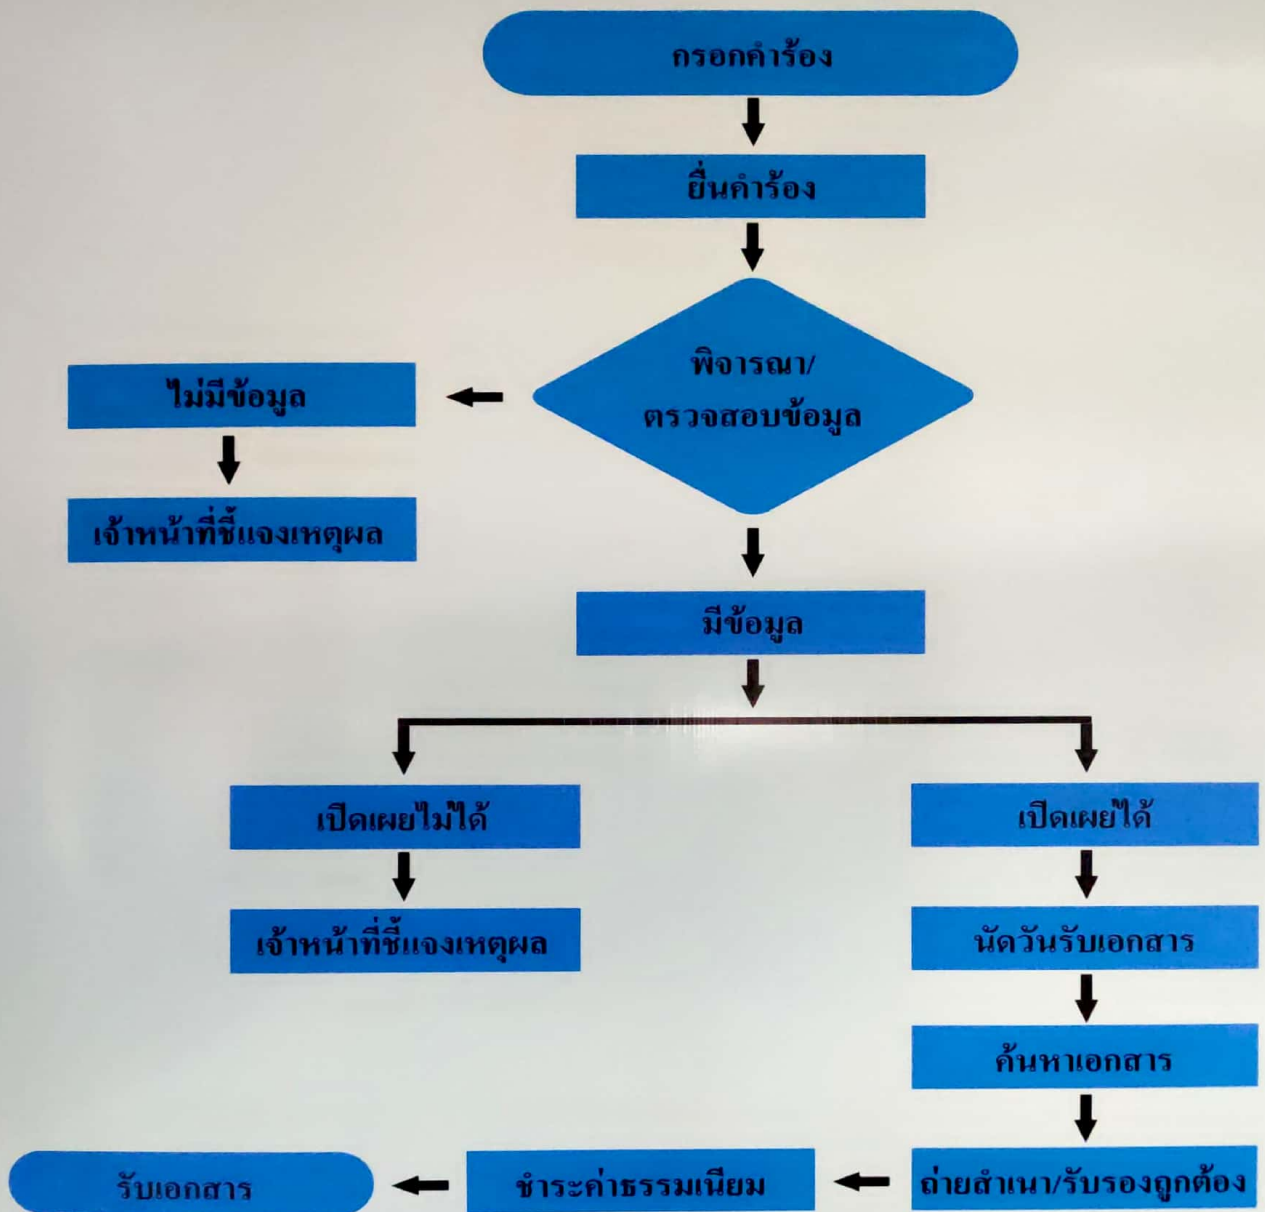 กรอกคำร้อง
ยื่นคำร้อง
พิจารณา/
ตรวจสอบข้อมูล
ไม่มีข้อมูล
เจ้าหน้าที่ชี้แจงเหตุผล
มีข้อมูล
เปิดเผยไม่ได้
เปิดเผยได้
เจ้าหน้าที่ชี้แจงเหตุผล
นัดวันรับเอกสาร
ค้นหาเอกสาร
ถ่ายสำเนา/รับรองถูกต้อง
ชำระค่าธรรมเนียม
รับเอกสาร